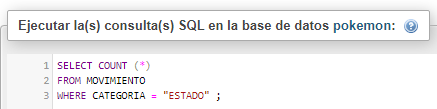 Ejecutar la(s) consulta(s) SQL en la base de datos pokemon:
1 SELECT COUNT (*)
2 FROM MOVIMIENTO
3 WHERE CATEGORIA = "ESTADO" ;